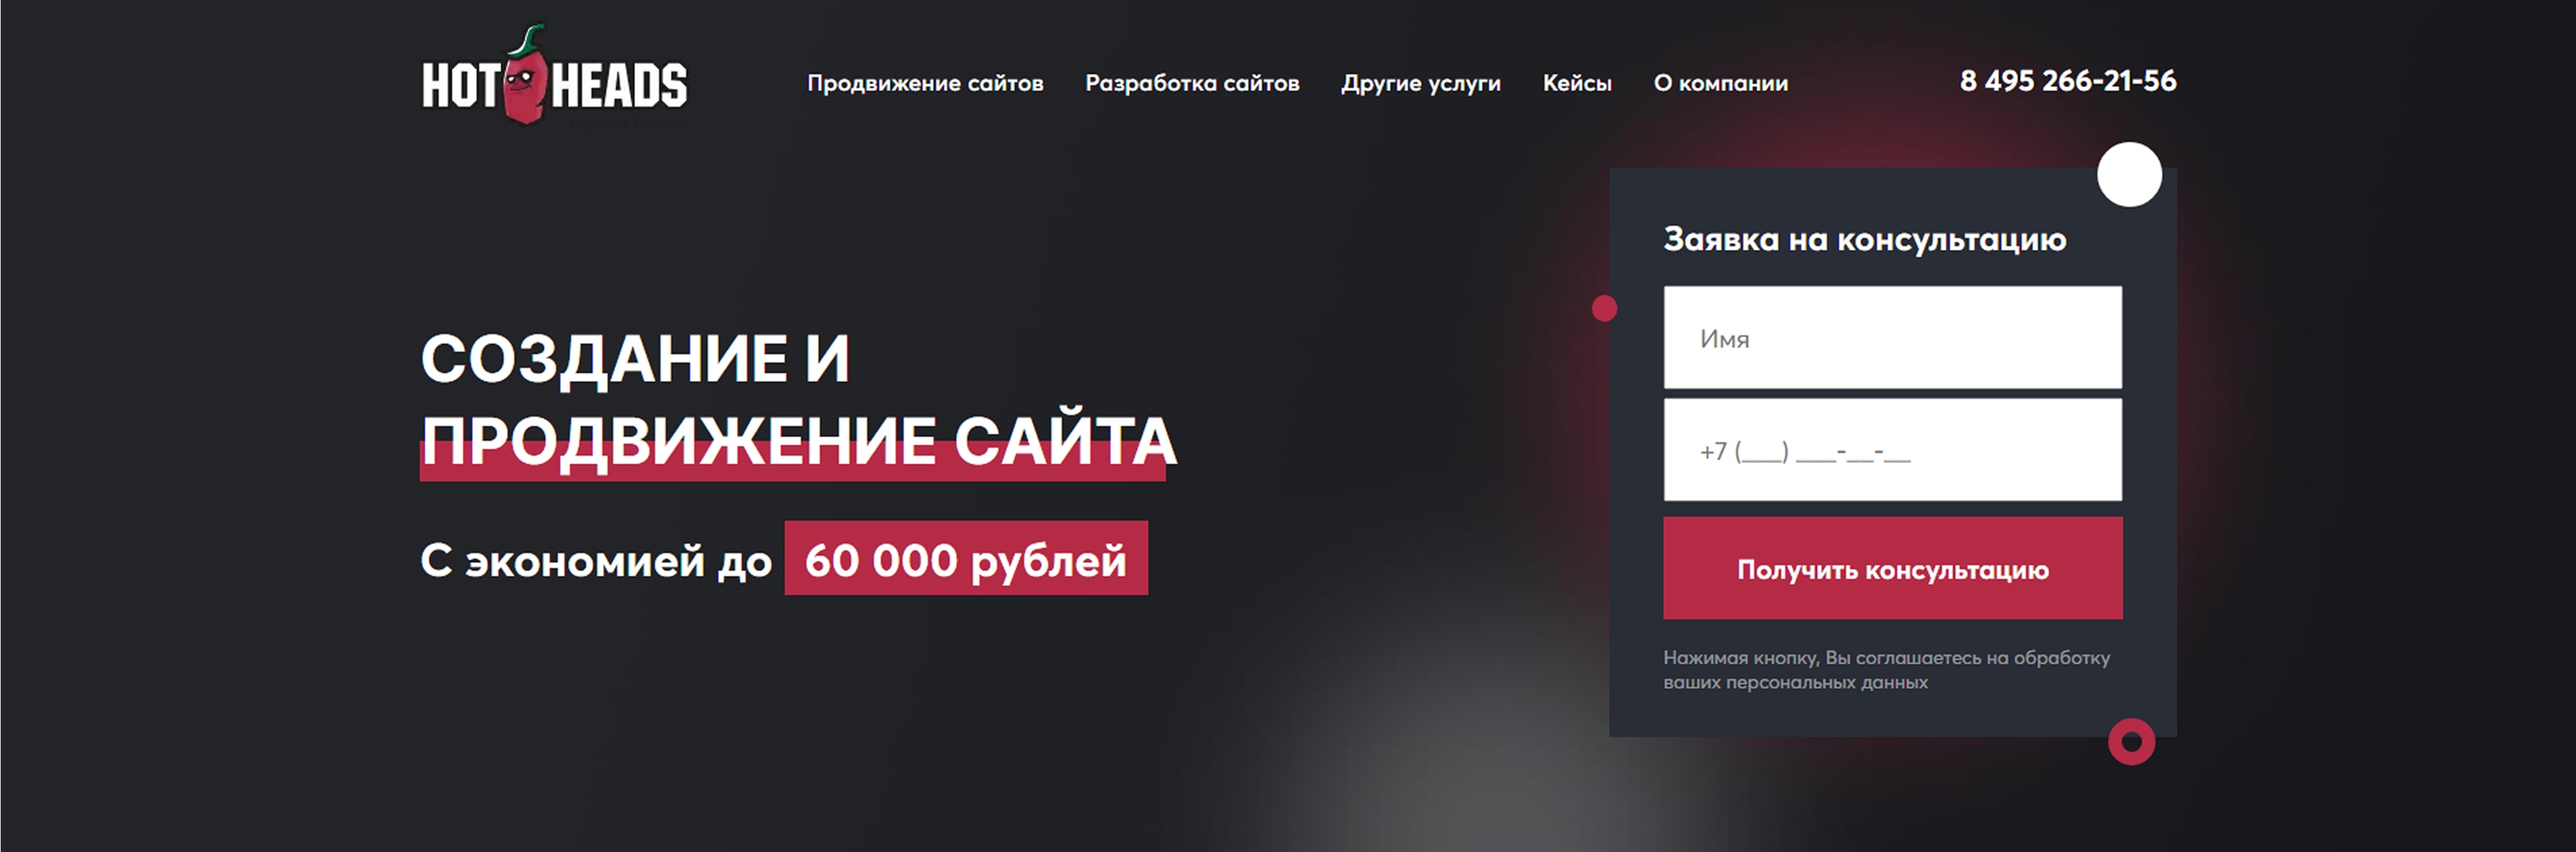 HOT HEADS
Продвижение сайтов
Разработка сайтов
Другие услуги
Кейсы
О компании
8 495 266-21-56
СОЗДАНИЕ И
ПРОДВИЖЕНИЕ САЙТА
С экономией до 60 000 рублей
Заявка на консультацию
Имя
+7 (___) ___-__-__
Получить консультацию
Нажимая кнопку, Вы соглашаетесь на обработку
ваших персональных данных